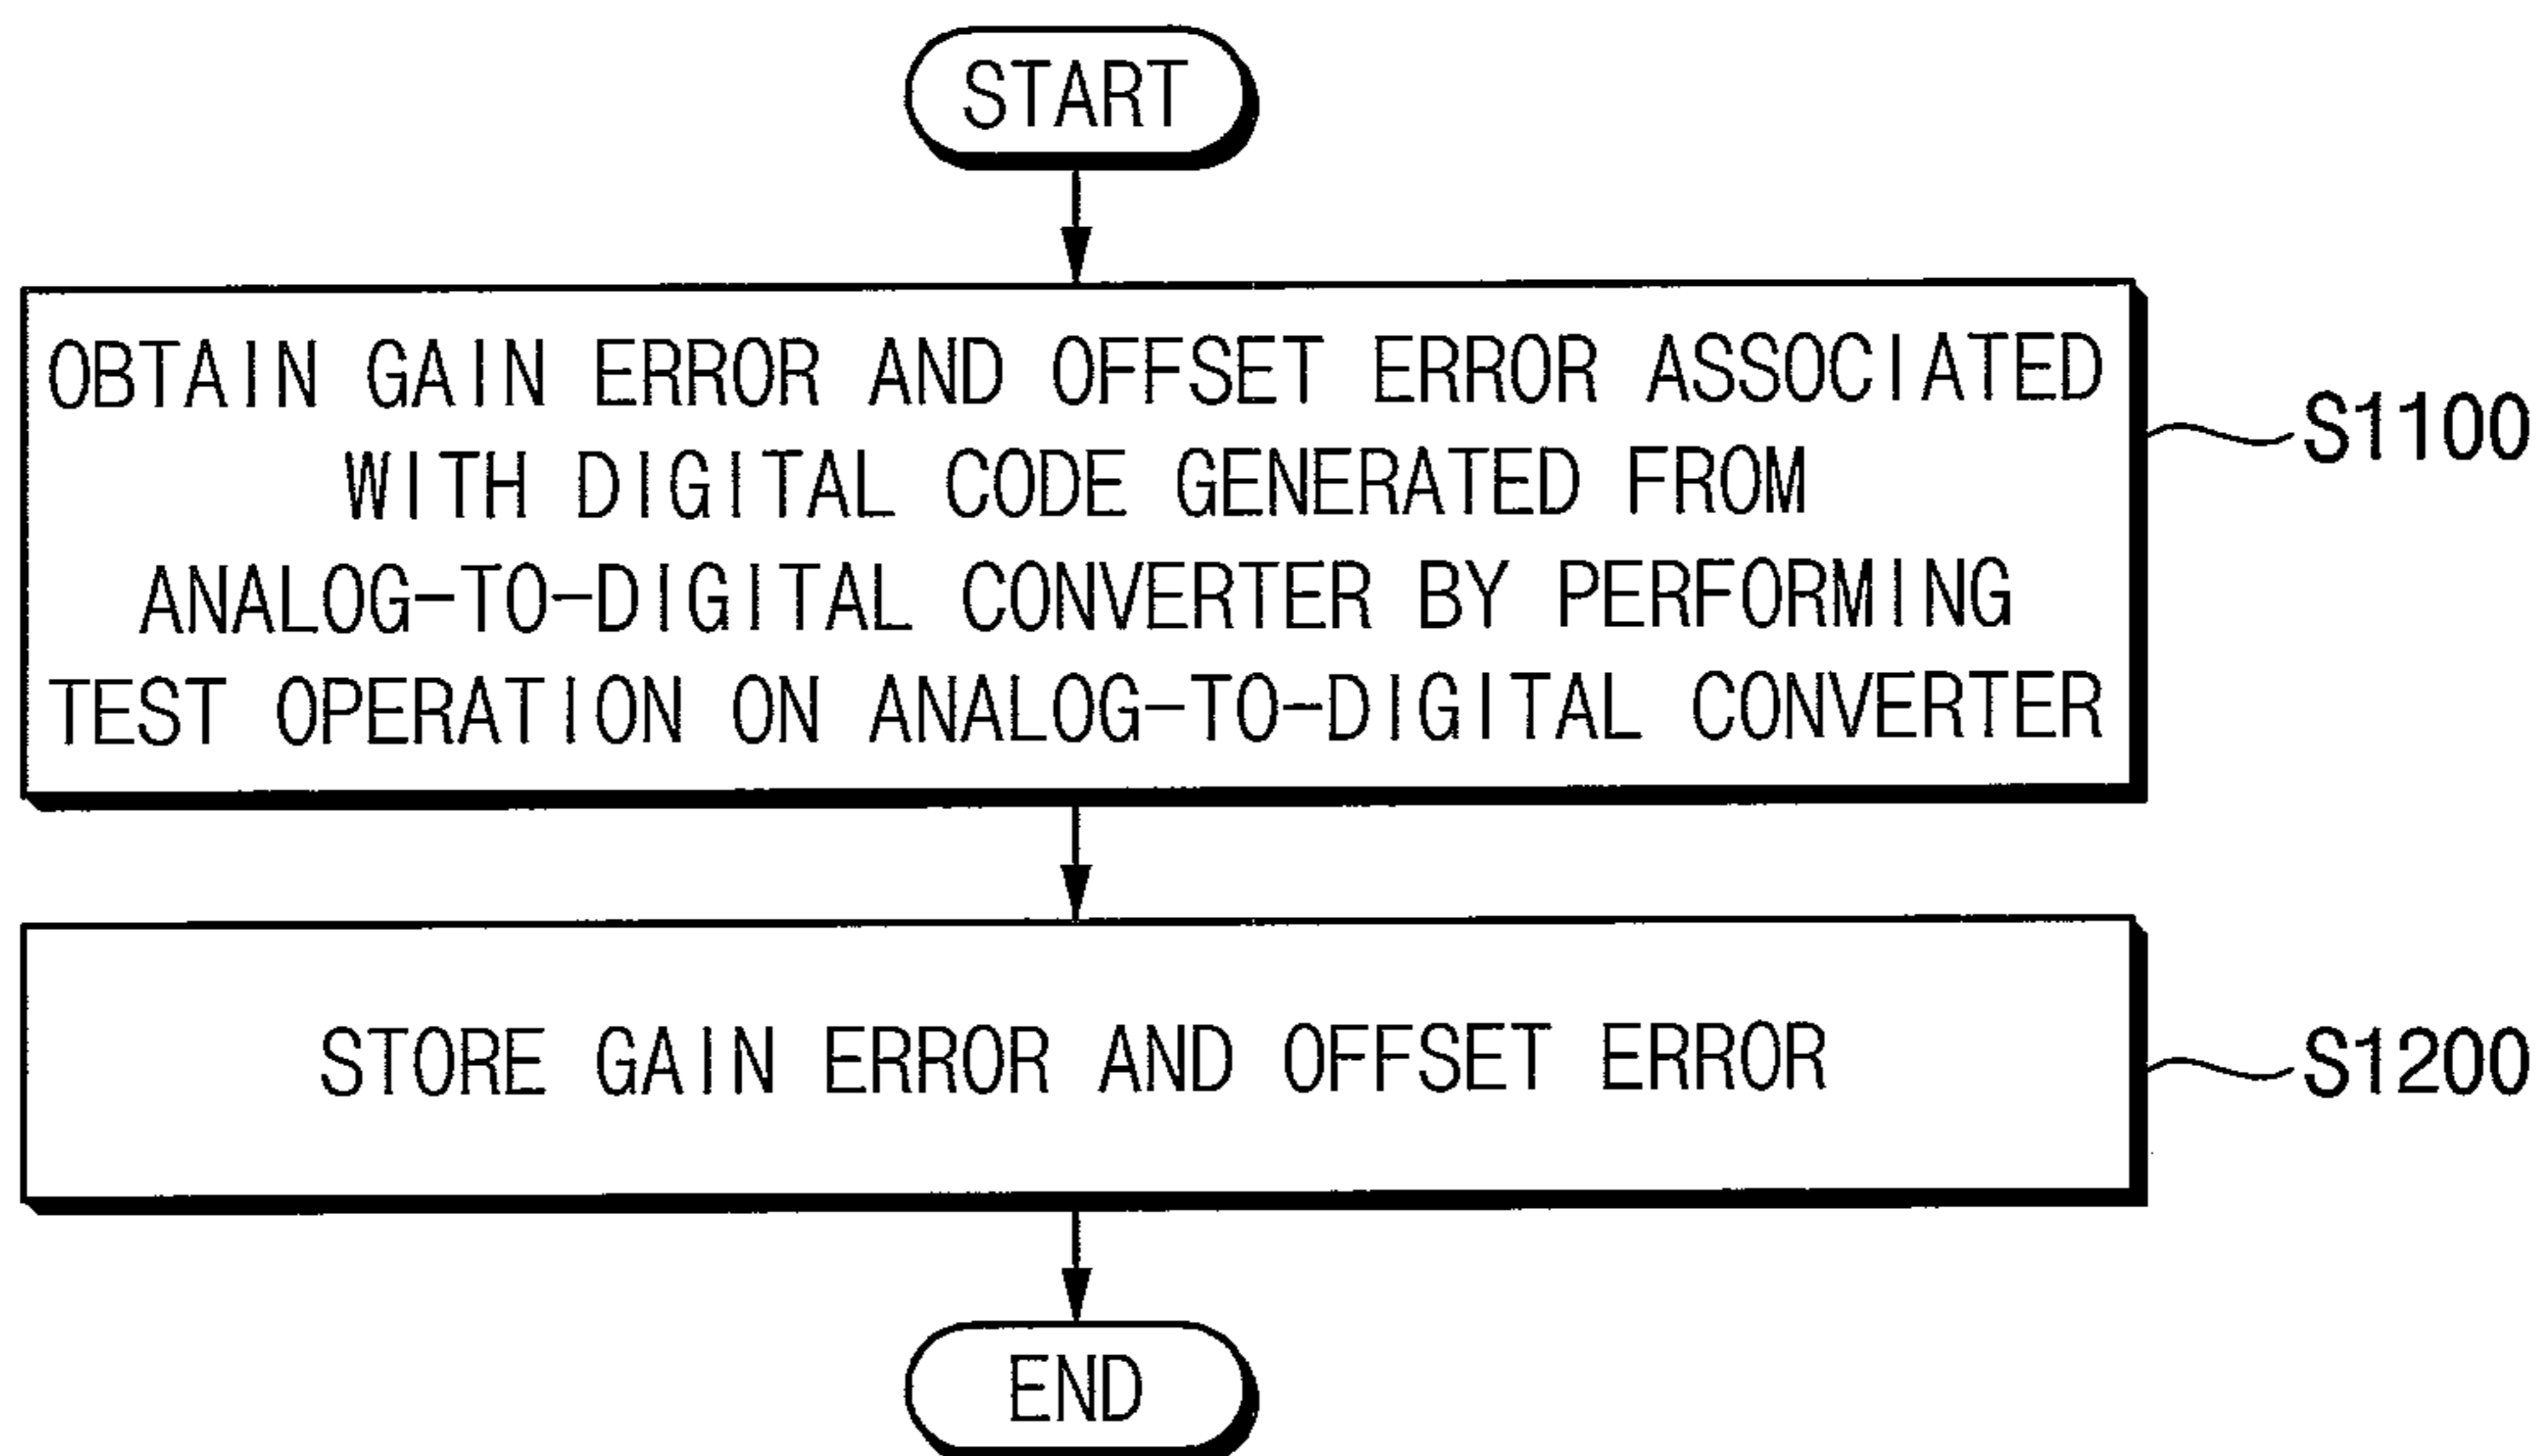 START
OBTAIN GAIN ERROR AND OFFSET ERROR ASSOCIATED
WITH DIGITAL CODE GENERATED FROM
ANALOG-TO-DIGITAL CONVERTER BY PERFORMING
TEST OPERATION ON ANALOG-TO-DIGITAL CONVERTER
S1100
STORE GAIN ERROR AND OFFSET ERROR
S1200
END